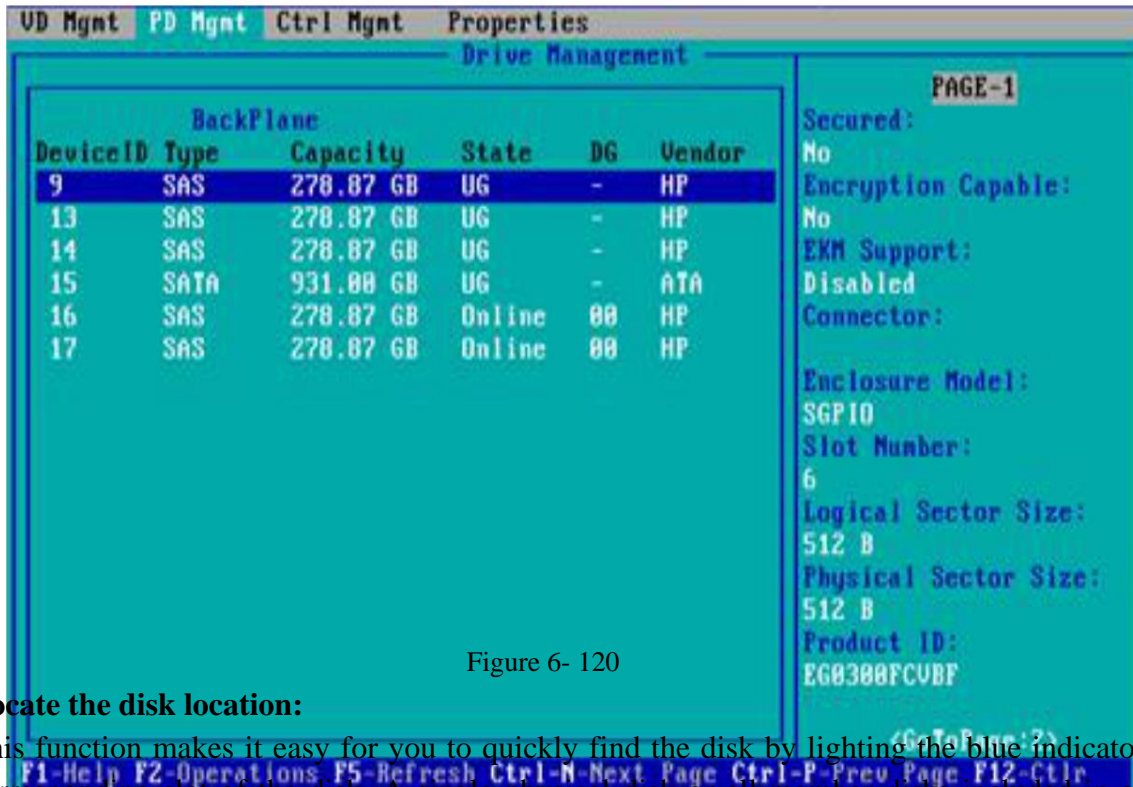 VD Mgmt PD Mgmt Ctrl Mgmt Properties
Drive Management
BackPlane
DeviceID Type Capacity State DG Vendor
9 SAS 278.87 GB UG - HP
13 SAS 278.87 GB UG - HP
14 SAS 278.87 GB UG - HP
15 SATA 931.00 GB UG - ATA
16 SAS 278.87 GB Online 00 HP
17 SAS 278.87 GB Online 00 HP
PAGE-1
Secured:
No
Encryption Capable:
No
EKM Support:
Disabled
Connector:
Enclosure Model:
SGPIO
Slot Number:
6
Logical Sector Size:
512 B
Physical Sector Size:
512 B
Product ID:
EG0300FCVBF
Figure 6- 120
ocate the disk location:
<GoToPage:2>
his function makes it easy for you to quickly find the disk by lighting the blue indicato
F1-Help F2-Operations F5-Refresh Ctrl-N-Next Page Ctrl-P-Prev Page F12-Ctlr